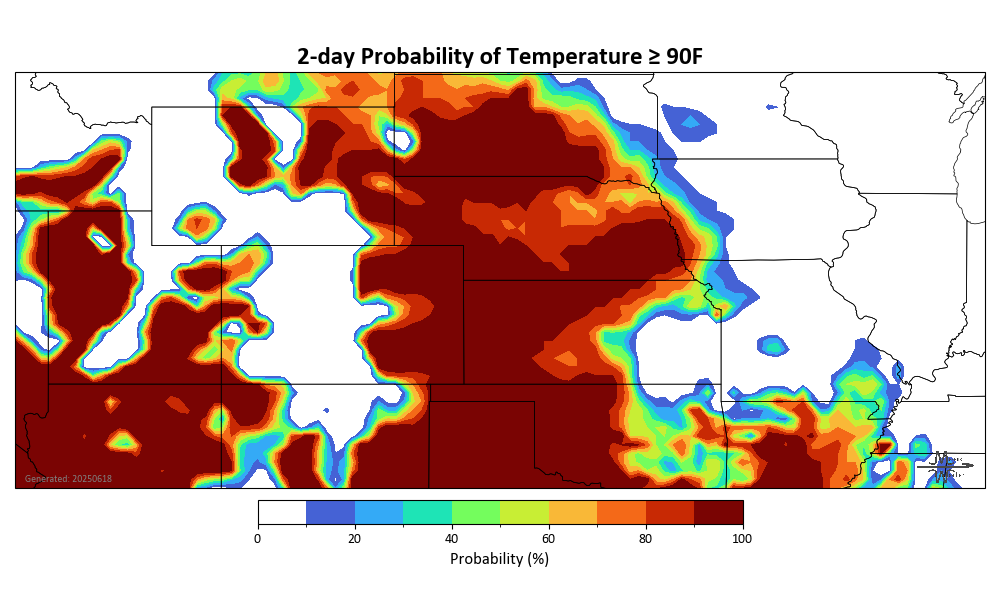 2-day Probability of Temperature ≥ 90F
Generated: 20250618
0 20 40 60 80 100
Probability (%)